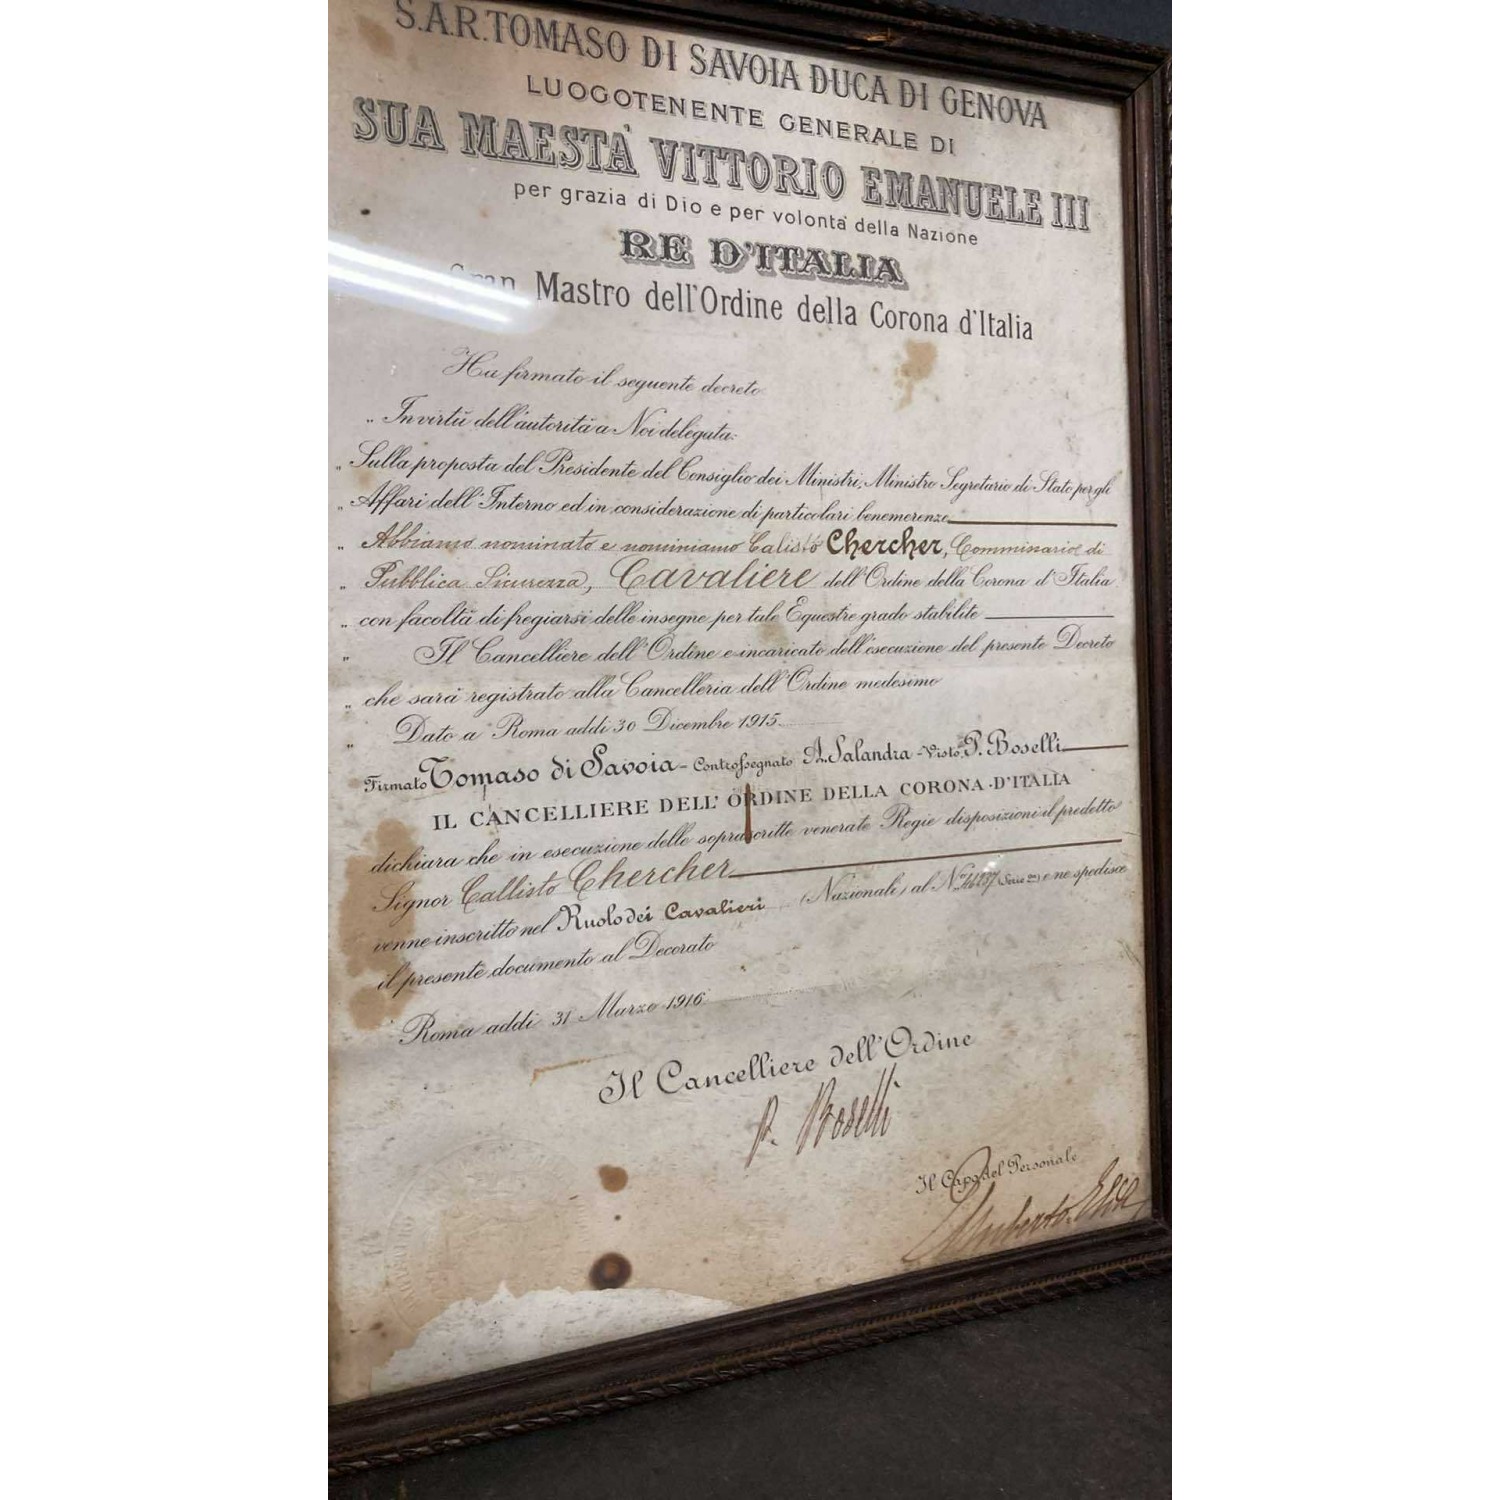 S.A.R. TOMASO DI SAVOIA DUCA DI GENOVA
LUOGOTENENTE GENERALE DI
SUA MAESTÀ VITTORIO EMANUELE III
per grazia di Dio e per volontà della Nazione
RE D'ITALIA
Gran Mastro dell'Ordine della Corona d'Italia
Ha firmato il seguente decreto
„ In virtù dell'autorità a Noi delegata:
„ Sulla proposta del Presidente del Consiglio dei Ministri, Ministro Segretario di Stato per gli
„ Affari dell'Interno ed in considerazione di particolari benemerenze
„ Abbiamo nominato e nominiamo Calisto Chercher, Comminario di
„ Pubblica Sicurezza, Cavaliere dell'Ordine della Corona d'Italia
„ con facoltà di fregiarsi delle insegne per tale Equestre grado stabilite
„ Il Cancelliere dell'Ordine e incaricato dell'esecuzione del presente Decreto
„ che sarà registrato alla Cancelleria dell'Ordine medesimo
„ Dato a Roma addì 30 Dicembre 1915
Firmato Tomaso di Savoia - Controssegnato A. Salandra - Visto P. Boselli
IL CANCELLIERE DELL'ORDINE DELLA CORONA D'ITALIA
dichiara che in esecuzione delle soprascritte venerate Regie disposizioni il predetto
Signor Callisto Chercher
venne inscritto nel Ruolo dei Cavalieri (Nazionali) al N. (Serie 2a) e ne spedisce
il presente documento al Decorato
Roma addì 31 Marzo 1916
Il Cancelliere dell'Ordine
P. Boselli
Il Capo del Personale
Umberto